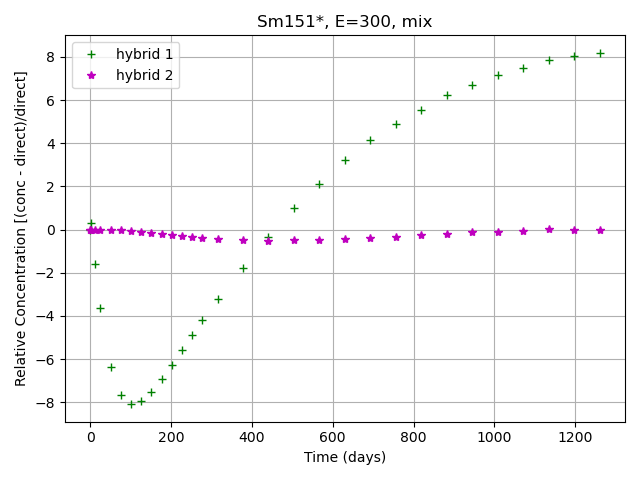 Sm151*, E=300, mix
hybrid 1
hybrid 2
Relative Concentration [(conc - direct)/direct]
8
6
4
2
0
−2
−4
−6
−8
0 200 400 600 800 1000 1200
Time (days)